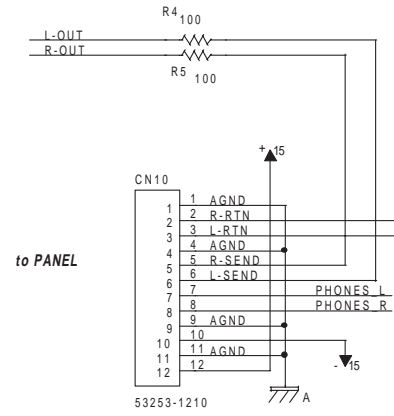 R4
100
L-OUT
R-OUT
R5
100
+ 15
CN10
1 1 AGND
2 2 R-RTN
3 3 L-RTN
4 4 AGND
to PANEL
5 5 R-SEND
6 6 L-SEND
7 7 PHONES_L
8 8 PHONES_R
9 9 AGND
10 10
11 11 AGND
- 15
12 12
A
53253-1210